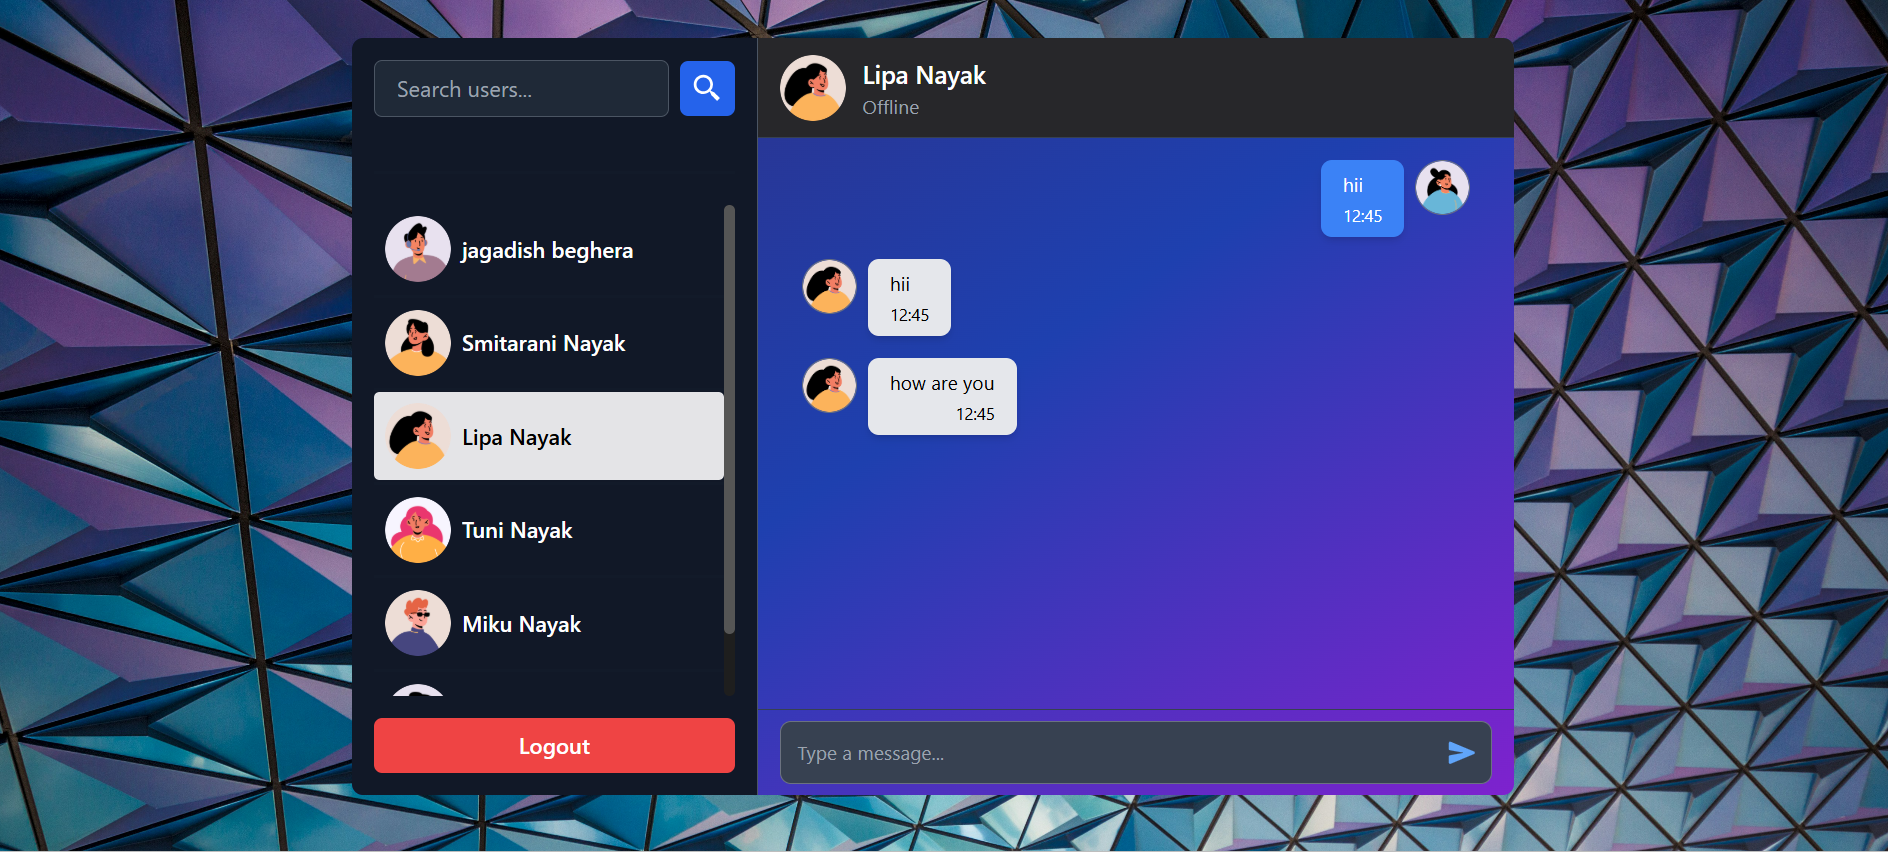 Search users...
jagadish beghera
Smitarani Nayak
Lipa Nayak
Tuni Nayak
Miku Nayak
Logout
Lipa Nayak
Offline
hii
12:45
hii
12:45
how are you
12:45
Type a message...